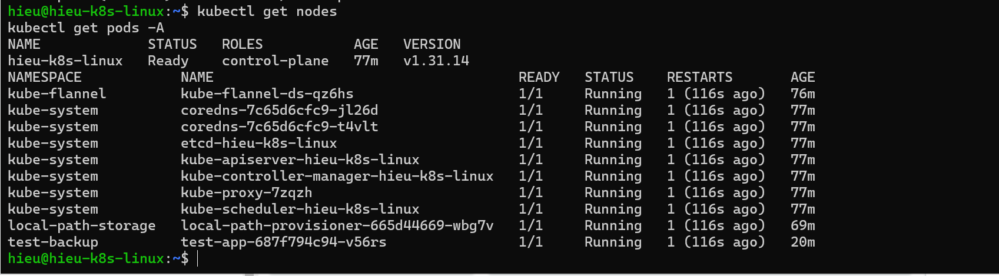 hieu@hieu-k8s-linux:~$ kubectl get nodes
kubectl get pods -A
NAME             STATUS   ROLES           AGE   VERSION
hieu-k8s-linux   Ready    control-plane   77m   v1.31.14
NAMESPACE            NAME                                     READY   STATUS    RESTARTS       AGE
kube-flannel         kube-flannel-ds-qz6hs                    1/1     Running   1 (116s ago)   76m
kube-system          coredns-7c65d6cfc9-jl26d                 1/1     Running   1 (116s ago)   77m
kube-system          coredns-7c65d6cfc9-t4vlt                 1/1     Running   1 (116s ago)   77m
kube-system          etcd-hieu-k8s-linux                      1/1     Running   1 (116s ago)   77m
kube-system          kube-apiserver-hieu-k8s-linux            1/1     Running   1 (116s ago)   77m
kube-system          kube-controller-manager-hieu-k8s-linux   1/1     Running   1 (116s ago)   77m
kube-system          kube-proxy-7zqzh                         1/1     Running   1 (116s ago)   77m
kube-system          kube-scheduler-hieu-k8s-linux            1/1     Running   1 (116s ago)   77m
local-path-storage   local-path-provisioner-665d44669-wbg7v   1/1     Running   1 (116s ago)   69m
test-backup          test-app-687f794c94-v56rs                1/1     Running   1 (116s ago)   20m
hieu@hieu-k8s-linux:~$